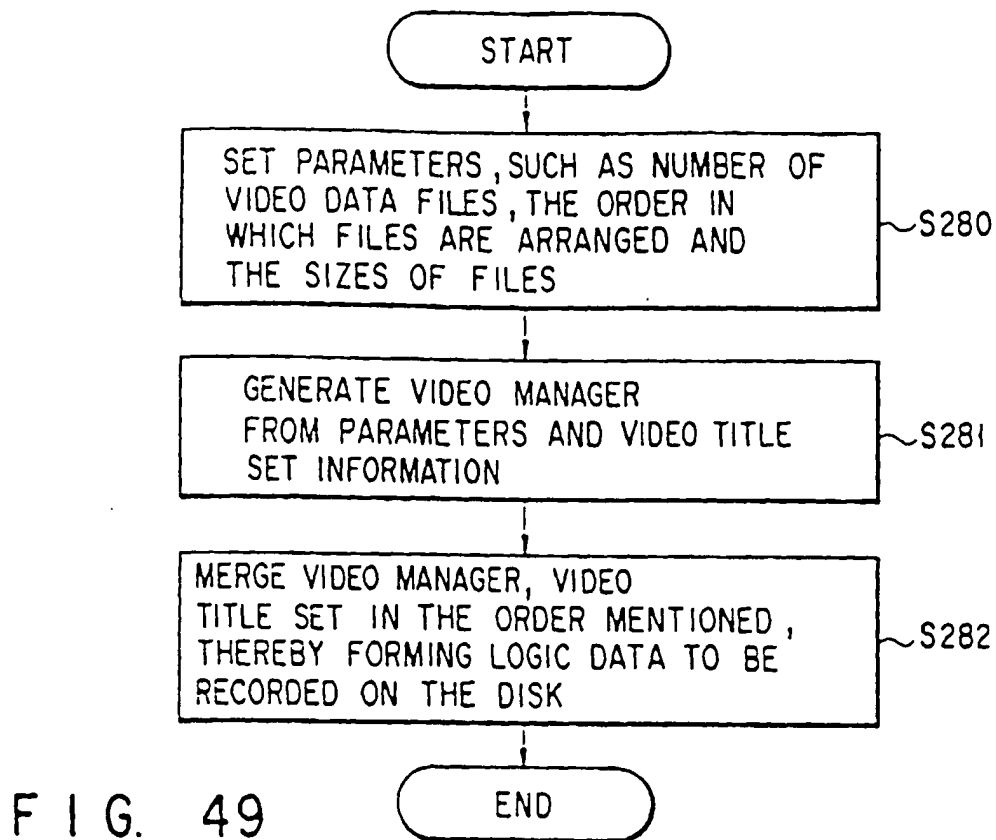 START
SET PARAMETERS, SUCH AS NUMBER OF
VIDEO DATA FILES, THE ORDER IN
WHICH FILES ARE ARRANGED AND
THE SIZES OF FILES
S280
GENERATE VIDEO MANAGER
FROM PARAMETERS AND VIDEO TITLE
SET INFORMATION
S281
MERGE VIDEO MANAGER, VIDEO
TITLE SET IN THE ORDER MENTIONED,
THEREBY FORMING LOGIC DATA TO BE
RECORDED ON THE DISK
S282
END
FIG. 49